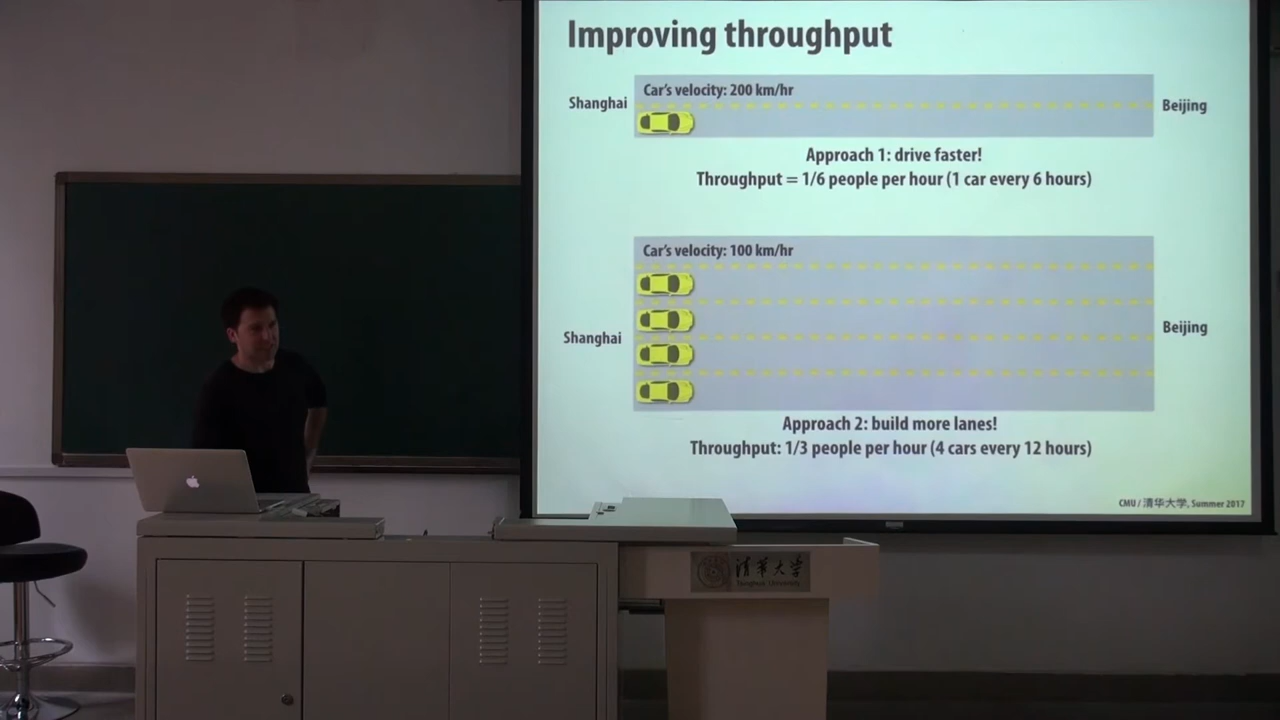 Improving throughput
Car's velocity: 200 km/hr
Shanghai
Beijing
Approach 1: drive faster!
Throughput = 1/6 people per hour (1 car every 6 hours)
Car's velocity: 100 km/hr
Shanghai
Beijing
Approach 2: build more lanes!
Throughput: 1/3 people per hour (4 cars every 12 hours)
CMU / 清华大学, Summer 2017
清华大学
Tsinghua University